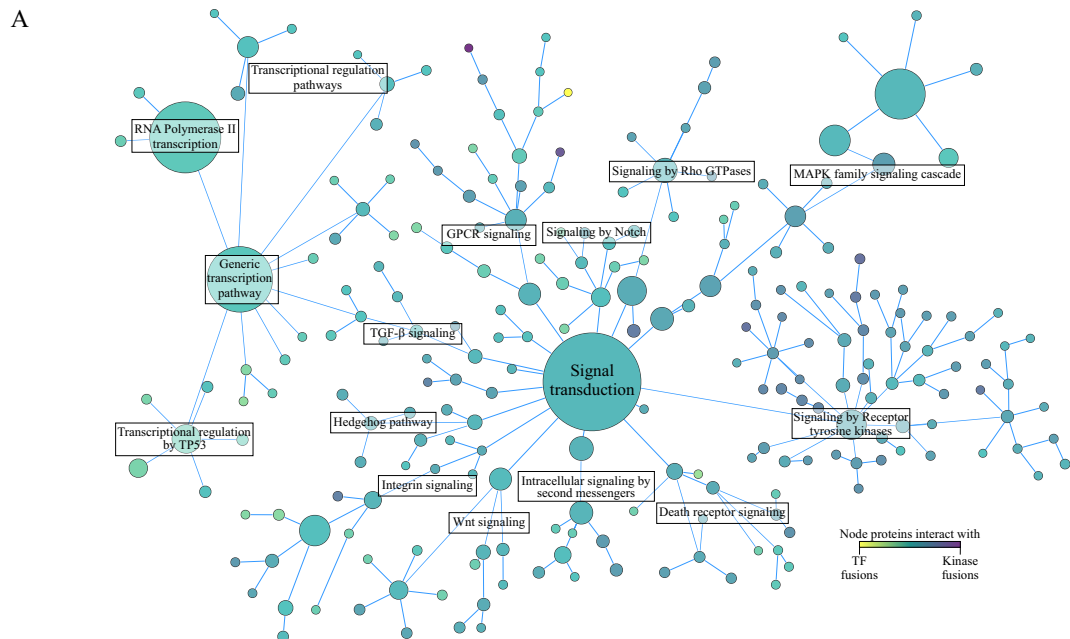 A
Transcriptional regulation
pathways
RNA Polymerase II
transcription
Signaling by Rho GTPases
MAPK family signaling cascade
GPCR signaling
Signaling by Notch
Generic
transcription
pathway
TGF-β signaling
Signal
transduction
Hedgehog pathway
Signaling by Receptor
tyrosine kinases
Transcriptional regulation
by TP53
Integrin signaling
Intracellular signaling by
second messengers
Wnt signaling
Death receptor signaling
Node proteins interact with
TF
fusions
Kinase
fusions